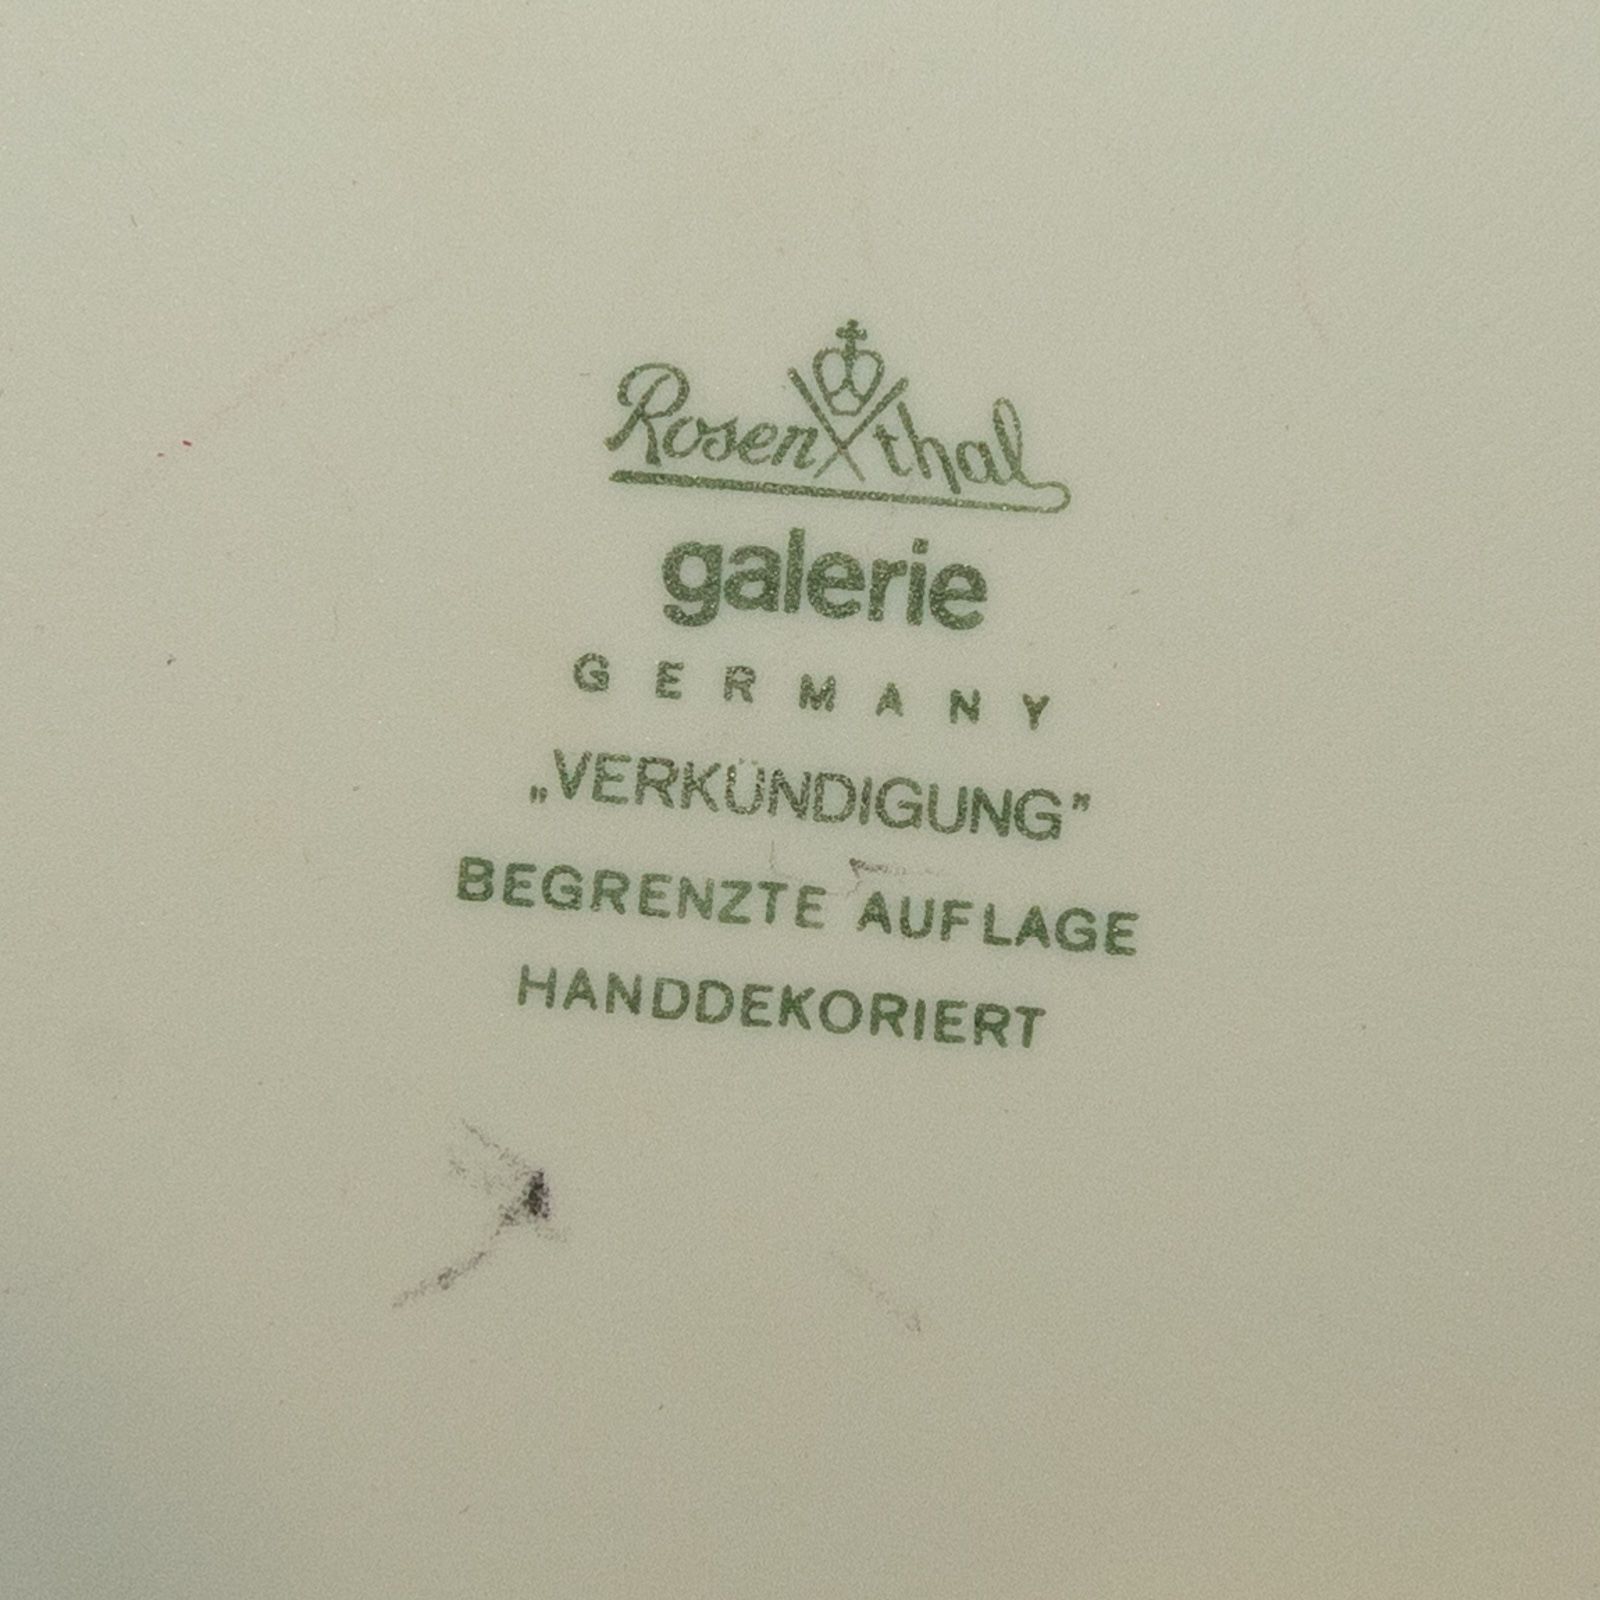 Rosenthal
galerie
GERMANY
„VERKÜNDIGUNG”
BEGRENZTE AUFLAGE
HANDDEKORIERT